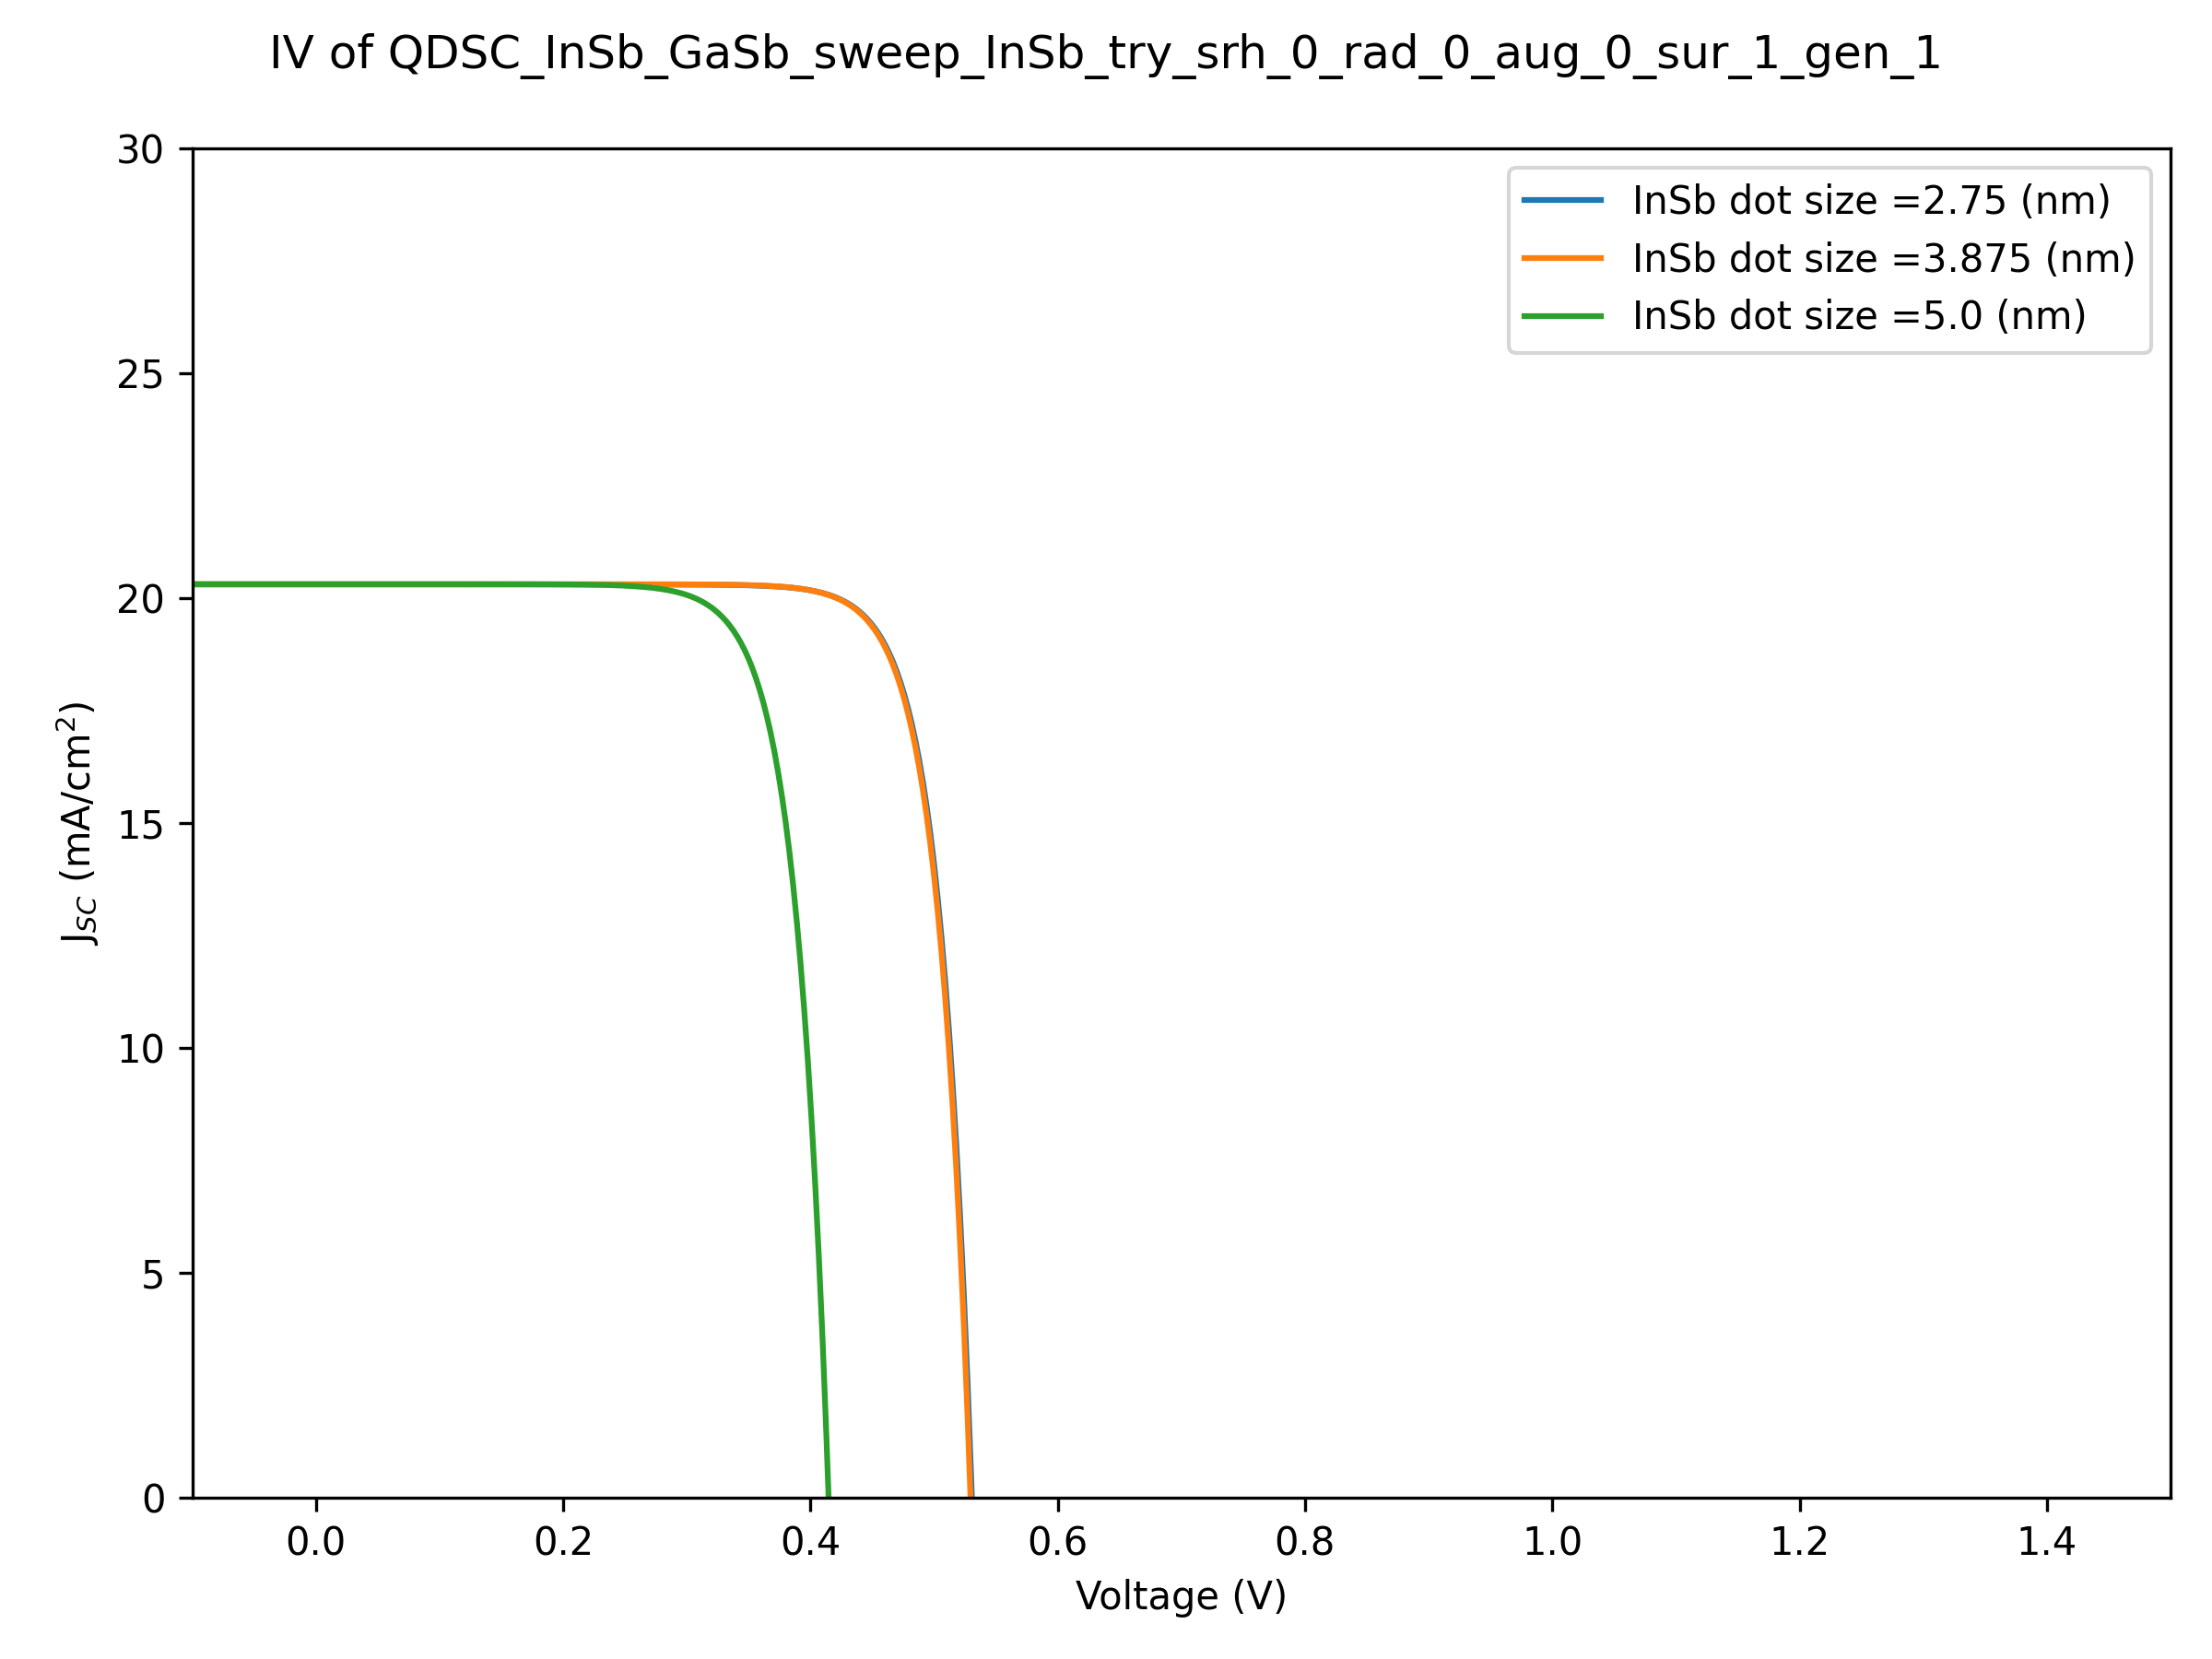 IV of QDSC_InSb_GaSb_sweep_InSb_try_srh_0_rad_0_aug_0_sur_1_gen_1
30
25
20
15
10
5
0
J_SC (mA/cm²)
InSb dot size =2.75 (nm)
InSb dot size =3.875 (nm)
InSb dot size =5.0 (nm)
0.0 0.2 0.4 0.6 0.8 1.0 1.2 1.4
Voltage (V)